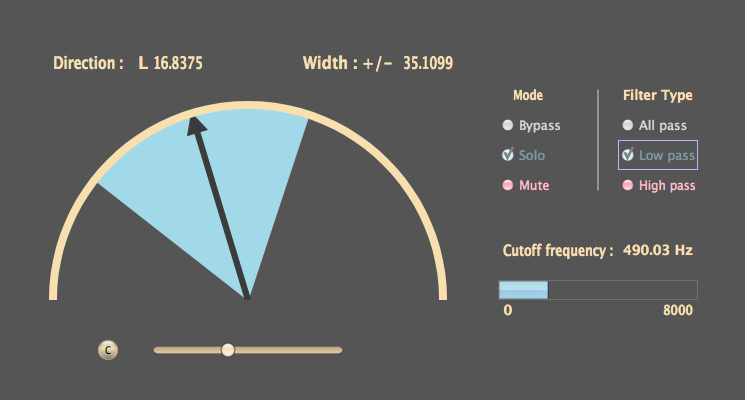 Direction : L 16.8375 Width : +/- 35.1099
Mode
Bypass
Solo
Mute
Filter Type
All pass
Low pass
High pass
Cutoff frequency : 490.03 Hz
0 8000
C